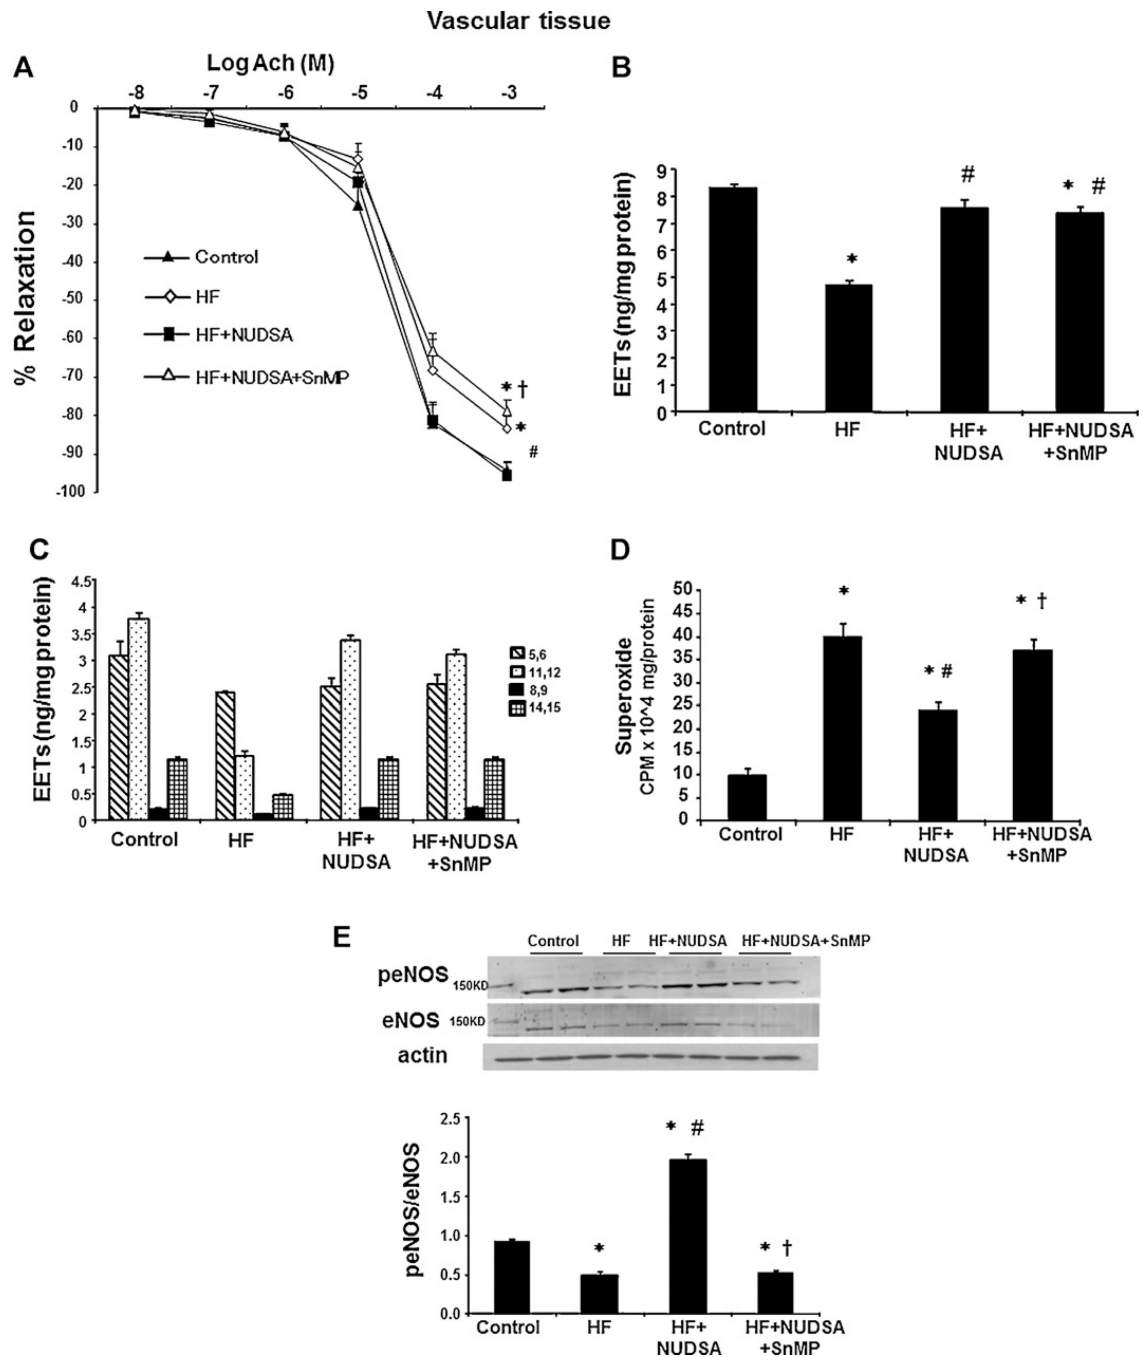 Vascular tissue
A
Log Ach (M)
-8 -7 -6 -5 -4 -3
0
-10
-20
-30
-40
-50
-60
-70
-80
-90
-100
% Relaxation
Control
HF
HF+NUDSA
HF+NUDSA+SnMP
* †
*
#
B
EETs (ng/mg protein)
9
8
7
6
5
4
3
2
1
0
*
#
* #
Control HF HF+ HF+NUDSA
NUDSA +SnMP
C
EETs (ng/mg protein)
4.5
4
3.5
3
2.5
2
1.5
1
0.5
0
5,6
11,12
8,9
14,15
Control HF HF+ HF+NUDSA
NUDSA +SnMP
D
Superoxide
CPM x 10^4 mg/protein
50
45
40
35
30
25
20
15
10
5
0
*
* #
* †
Control HF HF+ HF+NUDSA
NUDSA +SnMP
E
Control HF HF+NUDSA HF+NUDSA+SnMP
peNOS 150KD
eNOS 150KD
actin
peNOS/eNOS
2.5
2.0
1.5
1.0
0.5
0.0
*
* #
* †
Control HF HF+ HF+NUDSA
NUDSA +SnMP